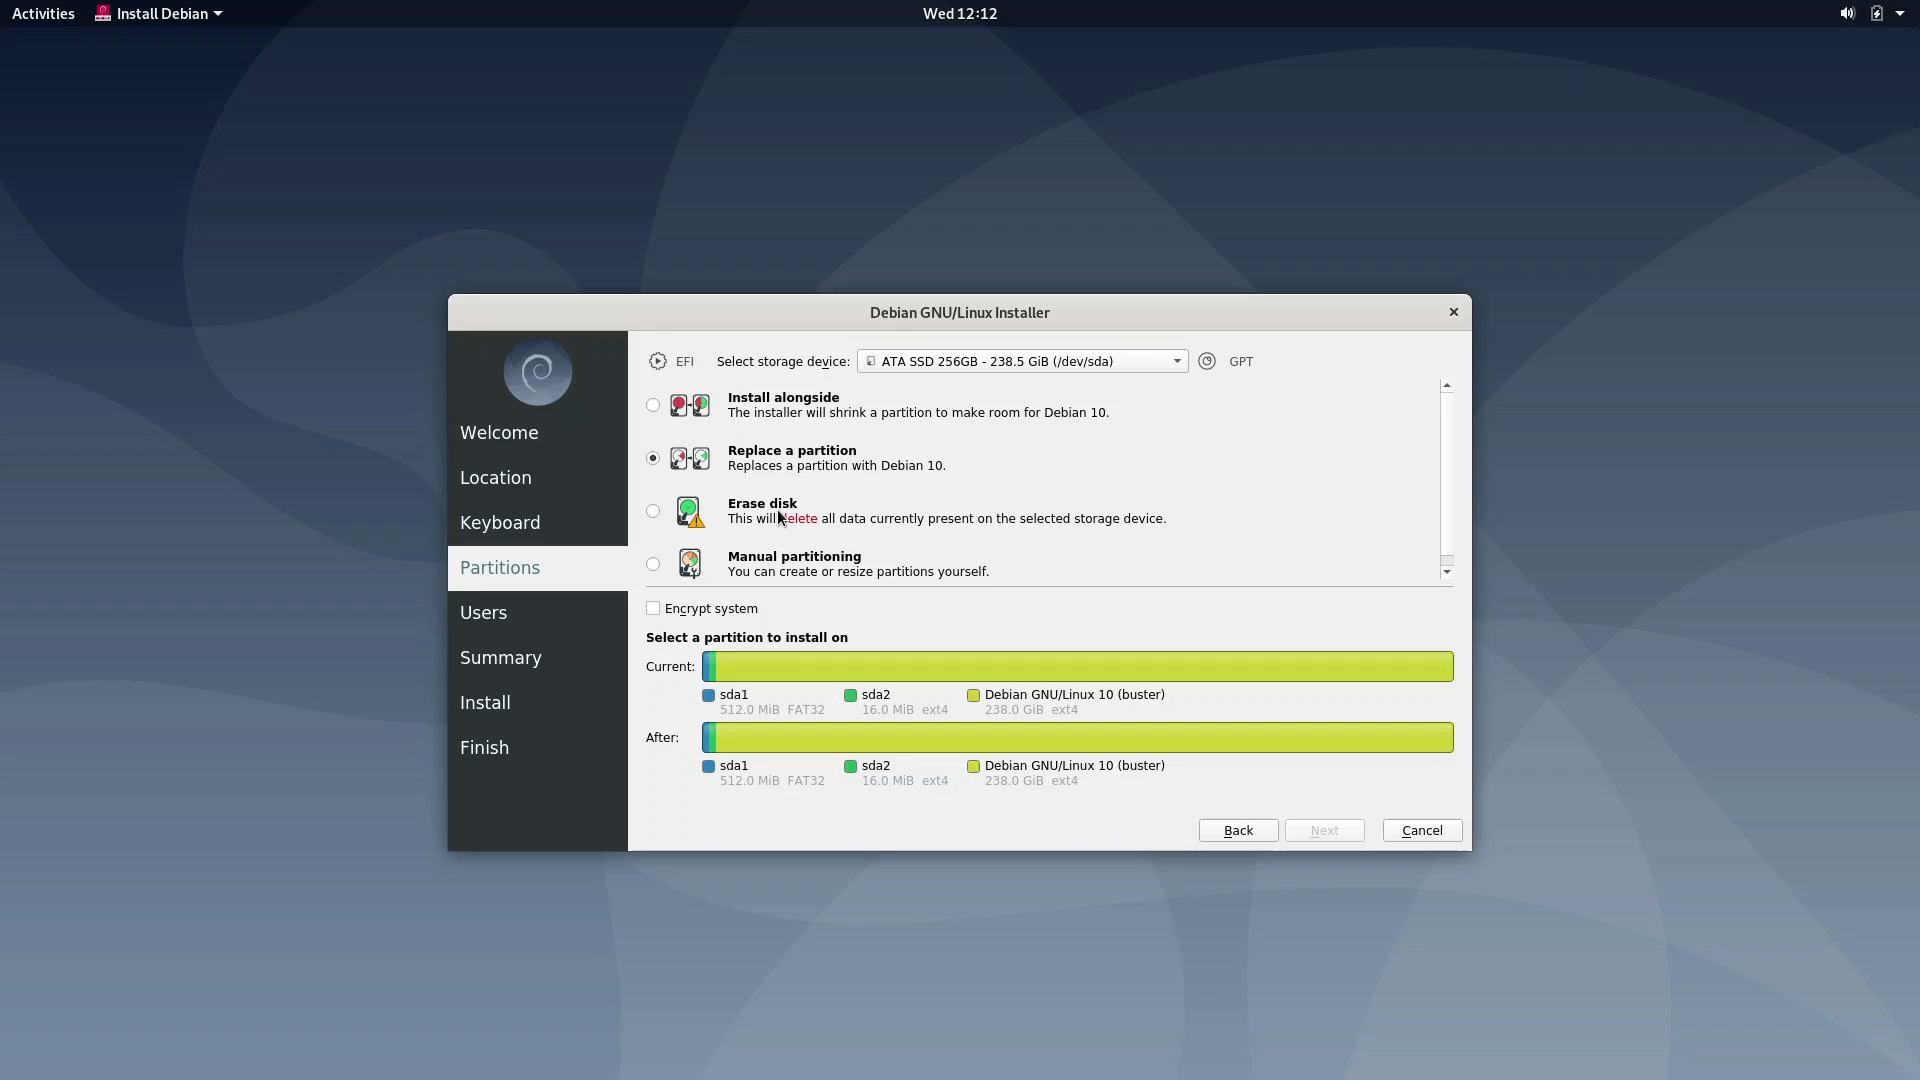 Activities
Install Debian
Wed 12:12
Debian GNU/Linux Installer
Welcome
Location
Keyboard
Partitions
Users
Summary
Install
Finish
EFI
Select storage device:
ATA SSD 256GB - 238.5 GiB (/dev/sda)
GPT
Install alongside
The installer will shrink a partition to make room for Debian 10.
Replace a partition
Replaces a partition with Debian 10.
Erase disk
This will delete all data currently present on the selected storage device.
Manual partitioning
You can create or resize partitions yourself.
Encrypt system
Select a partition to install on
Current:
sda1
512.0 MiB FAT32
sda2
16.0 MiB ext4
Debian GNU/Linux 10 (buster)
238.0 GiB ext4
After:
sda1
512.0 MiB FAT32
sda2
16.0 MiB ext4
Debian GNU/Linux 10 (buster)
238.0 GiB ext4
Back
Next
Cancel